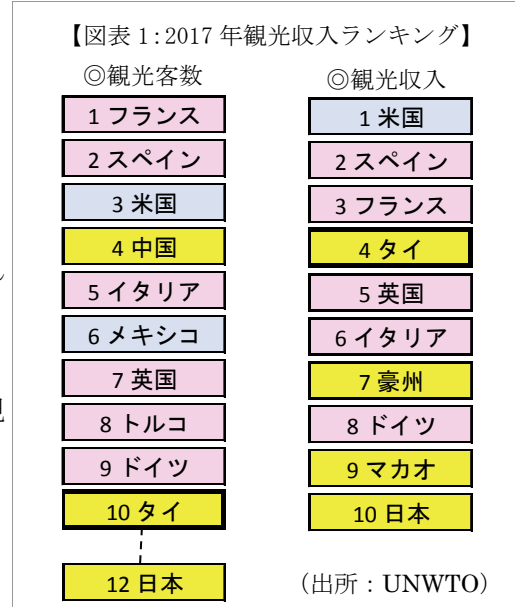 【図表1:2017年観光収入ランキング】
◎観光客数
1 フランス
2 スペイン
3 米国
4 中国
5 イタリア
6 メキシコ
7 英国
8 トルコ
9 ドイツ
10 タイ
12 日本
◎観光収入
1 米国
2 スペイン
3 フランス
4 タイ
5 英国
6 イタリア
7 豪州
8 ドイツ
9 マカオ
10 日本
(出所:UNWTO)